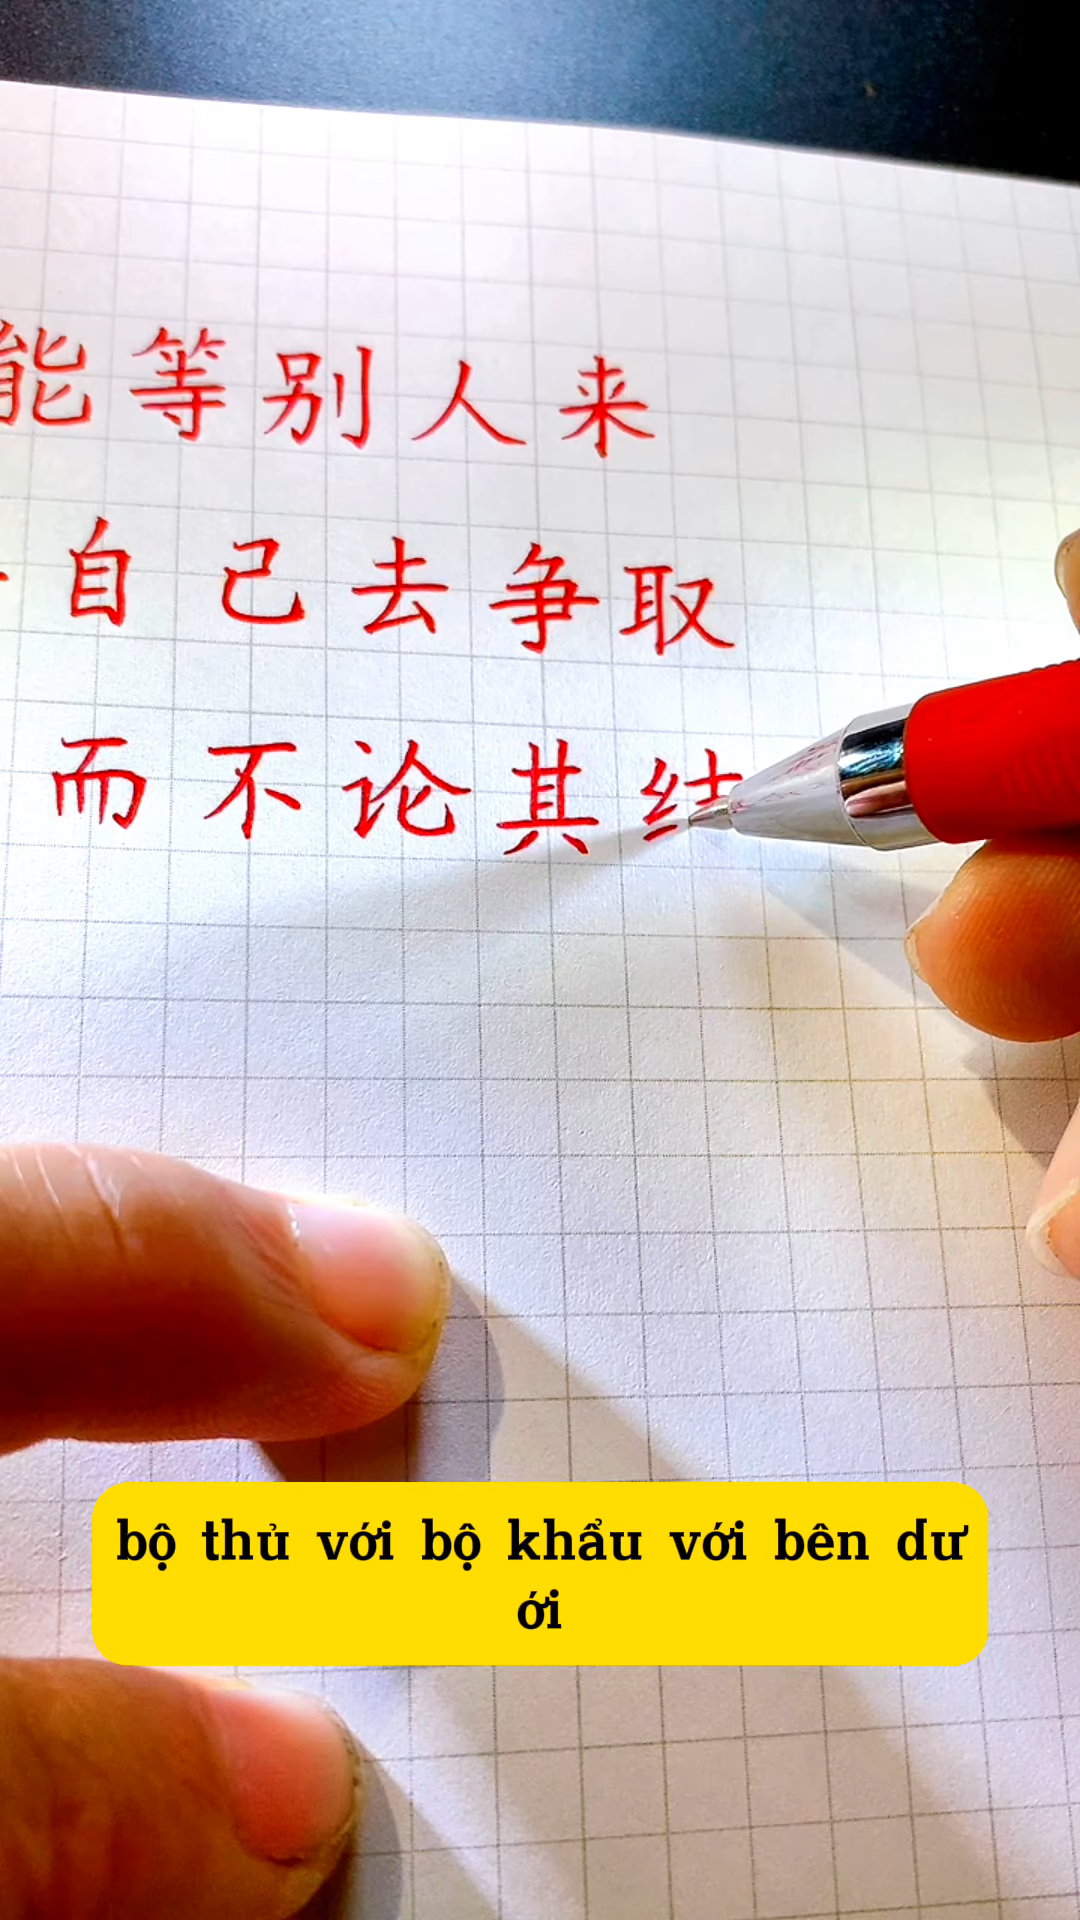 能等别人来
自己去争取
而不论其结
bộ thủ với bộ khẩu với bên dư
ới